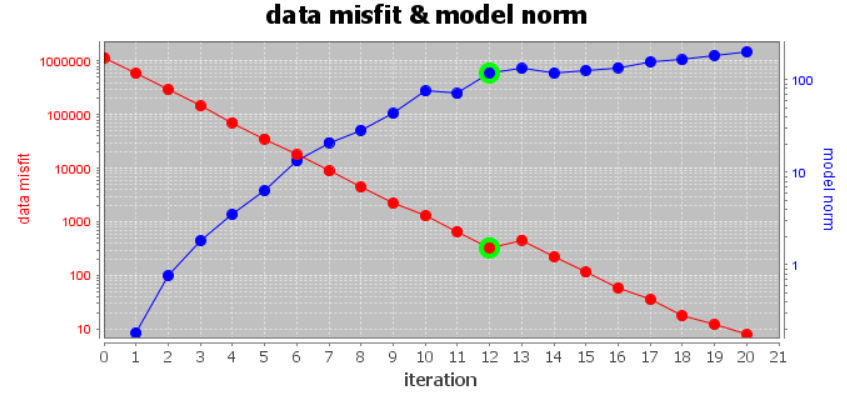 data misfit & model norm
data misfit
1000000
100000
10000
1000
100
10
100
10
1
model norm
0 1 2 3 4 5 6 7 8 9 10 11 12 13 14 15 16 17 18 19 20 21
iteration